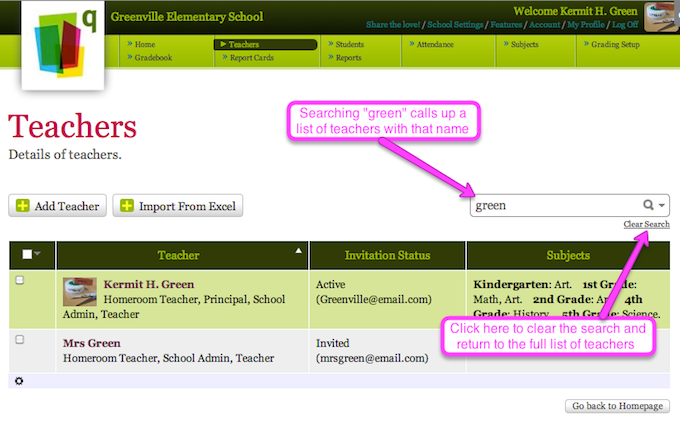 q
Greenville Elementary School
Welcome Kermit H. Green
Share the love! / School Settings / Features / Account / My Profile / Log Off
» Home
Teachers
» Students
» Attendance
» Subjects
» Grading Setup
» Gradebook
» Report Cards
» Reports
Teachers
Details of teachers.
Searching "green" calls up a
list of teachers with that name
Add Teacher
Import From Excel
green
Clear Search
Teacher
Invitation Status
Subjects
Kermit H. Green
Homeroom Teacher, Principal, School
Admin, Teacher
Active
(Greenville@email.com)
Kindergarten: Art. 1st Grade:
Math, Art. 2nd Grade: 4th
Grade: History. 5th Grade: Science.
Click here to clear the search and
return to the full list of teachers
Mrs Green
Homeroom Teacher, School Admin, Teacher
Invited
(mrsgreen@email.com)
Go back to Homepage